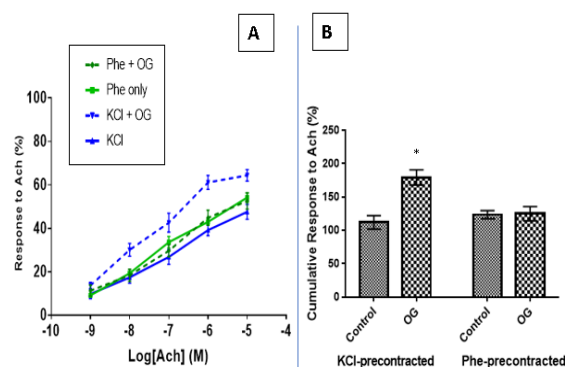 A
Phe + OG
Phe only
KCl + OG
KCl
Response to Ach (%)
100
80
60
40
20
0
-10 -9 -8 -7 -6 -5 -4
Log[Ach] (M)
B
Cumulative Response to Ach (%)
250
200
150
100
50
0
*
Control OG Control OG
KCl-precontracted Phe-precontracted